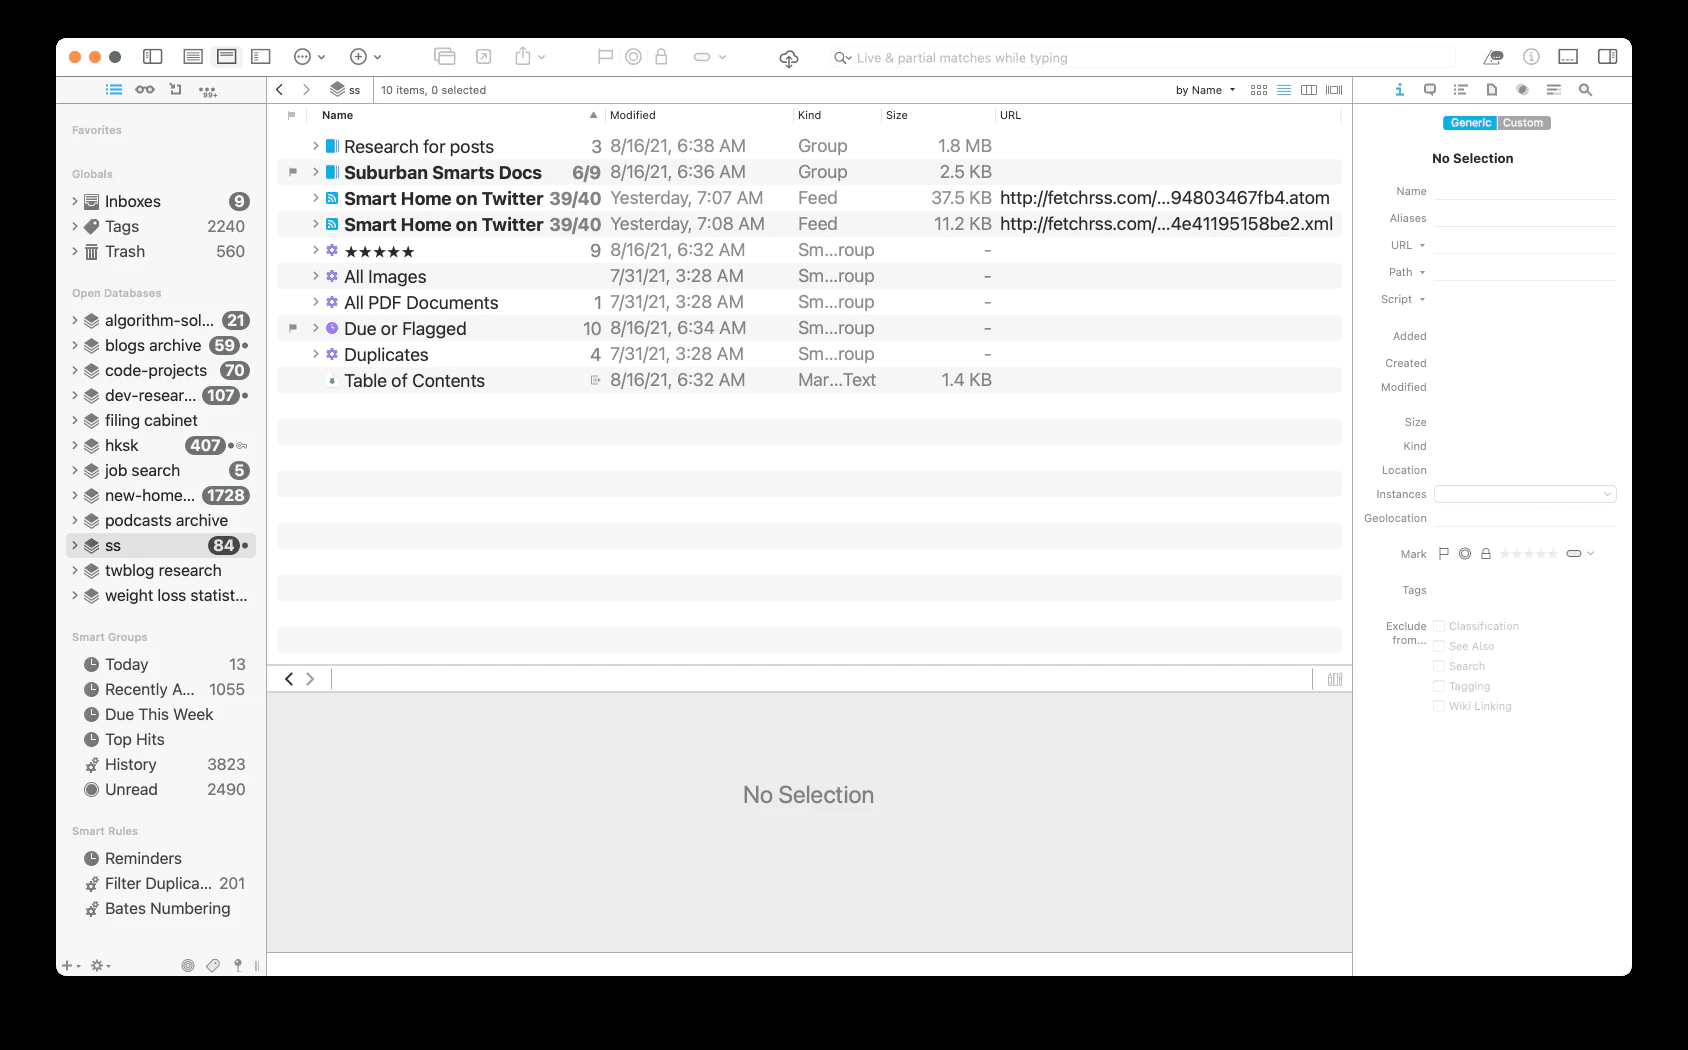 Live & partial matches while typing
99+
ss
10 items, 0 selected
by Name
Favorites
Globals
Inboxes 9
Tags 2240
Trash 560
Open Databases
algorithm-sol... 21
blogs archive 59
code-projects 70
dev-resear... 107
filing cabinet
hksk 407
job search 5
new-home... 1728
podcasts archive
ss 84
twblog research
weight loss statist...
Smart Groups
Today 13
Recently A... 1055
Due This Week
Top Hits
History 3823
Unread 2490
Smart Rules
Reminders
Filter Duplica... 201
Bates Numbering
Name Modified Kind Size URL
Research for posts 3 8/16/21, 6:38 AM Group 1.8 MB
Suburban Smarts Docs 6/9 8/16/21, 6:36 AM Group 2.5 KB
Smart Home on Twitter 39/40 Yesterday, 7:07 AM Feed 37.5 KB http://fetchrss.com/...94803467fb4.atom
Smart Home on Twitter 39/40 Yesterday, 7:08 AM Feed 11.2 KB http://fetchrss.com/...4e41195158be2.xml
★★★★★ 9 8/16/21, 6:32 AM Sm...roup -
All Images 7/31/21, 3:28 AM Sm...roup -
All PDF Documents 1 7/31/21, 3:28 AM Sm...roup -
Due or Flagged 10 8/16/21, 6:34 AM Sm...roup -
Duplicates 4 7/31/21, 3:28 AM Sm...roup -
Table of Contents 8/16/21, 6:32 AM Mar...Text 1.4 KB
No Selection
Generic Custom
No Selection
Name
Aliases
URL
Path
Script
Added
Created
Modified
Size
Kind
Location
Instances
Geolocation
Mark
Tags
Exclude from...
Classification
See Also
Search
Tagging
Wiki Linking